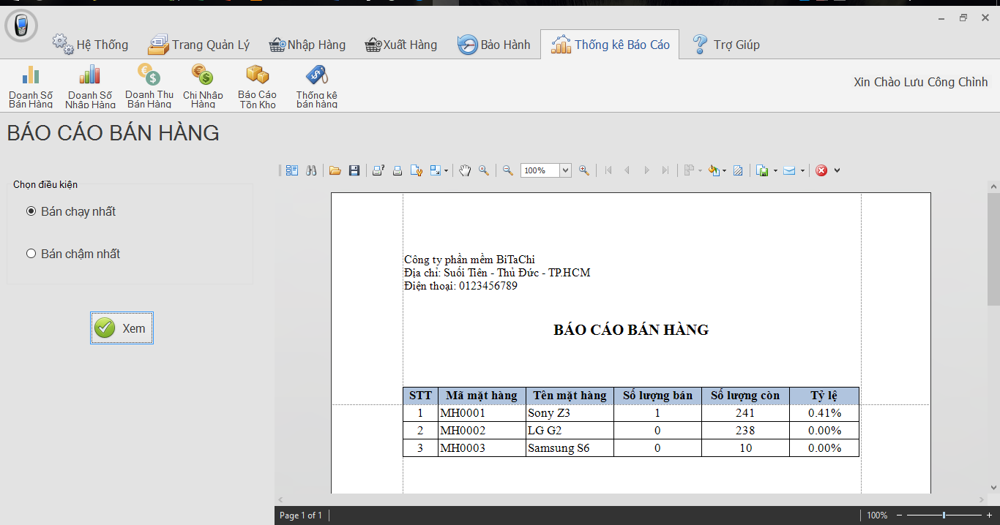 Hệ Thống
Trang Quản Lý
Nhập Hàng
Xuất Hàng
Bảo Hành
Thống kê Báo Cáo
Trợ Giúp
Doanh Số
Bán Hàng
Doanh Số
Nhập Hàng
Doanh Thu
Bán Hàng
Chi Nhập
Hàng
Báo Cáo
Tồn Kho
Thống kê
bán hàng
Xin Chào Lưu Công Chình
BÁO CÁO BÁN HÀNG
100%
Chọn điều kiện
Bán chạy nhất
Bán chậm nhất
Xem
Công ty phần mềm BiTaChi
Địa chỉ: Suối Tiên - Thủ Đức - TP.HCM
Điện thoại: 0123456789
BÁO CÁO BÁN HÀNG
STT Mã mặt hàng Tên mặt hàng Số lượng bán Số lượng còn Tỷ lệ
1 MH0001 Sony Z3 1 241 0.41%
2 MH0002 LG G2 0 238 0.00%
3 MH0003 Samsung S6 0 10 0.00%
Page 1 of 1
100%